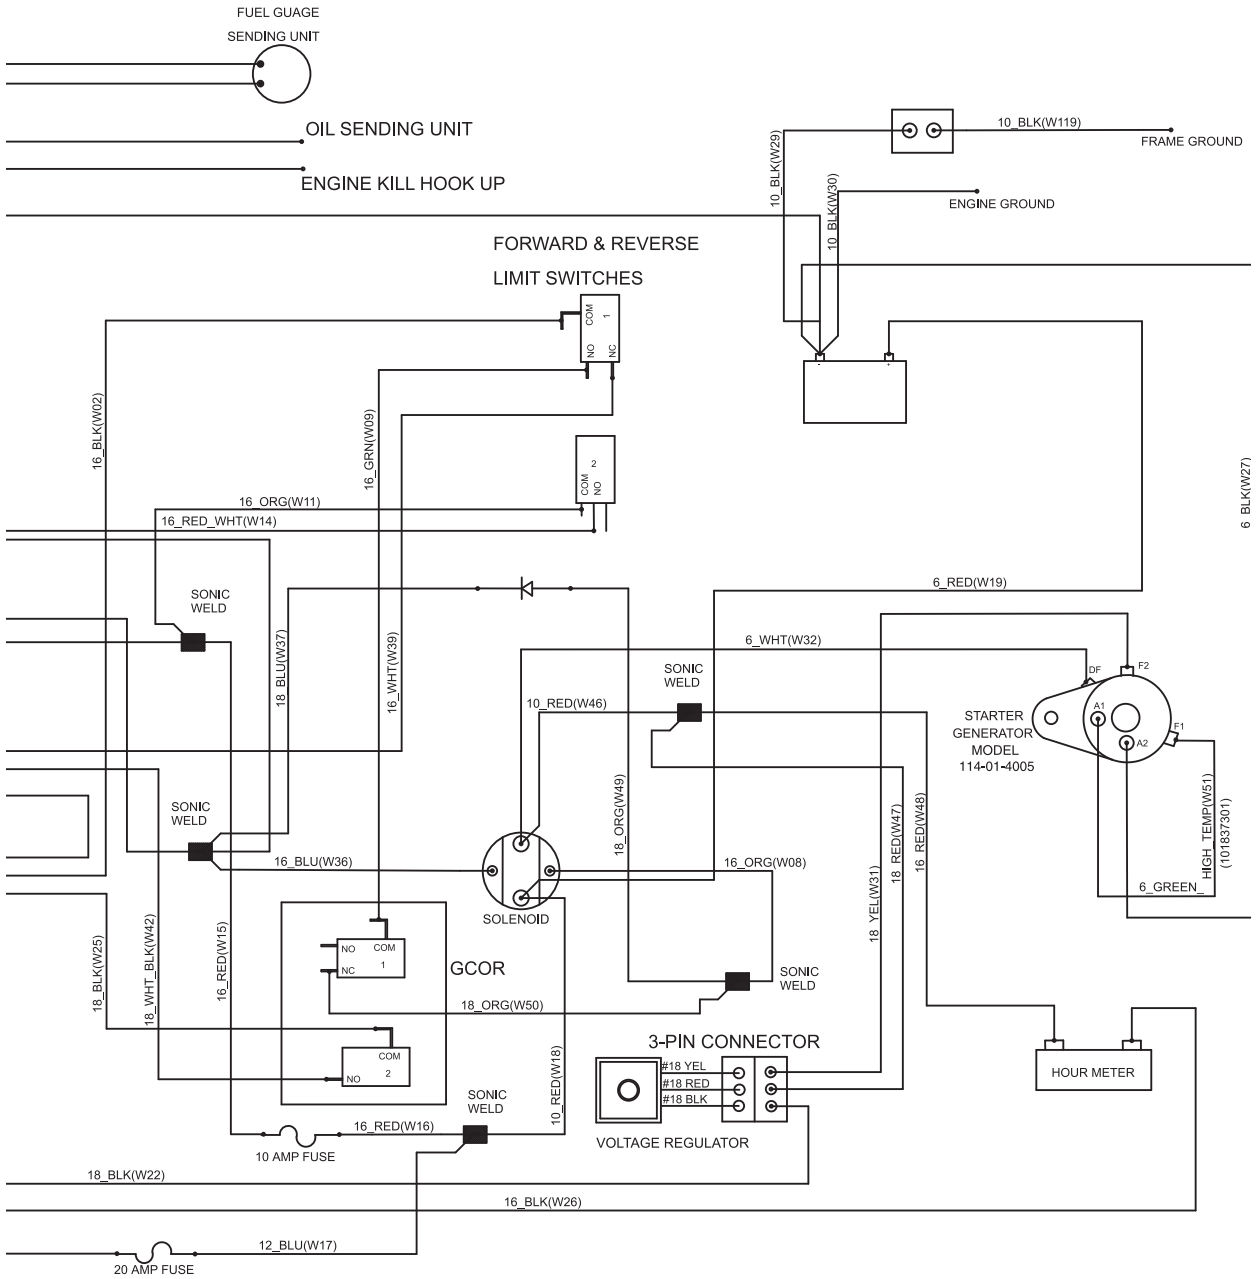 FUEL GUAGE
SENDING UNIT
OIL SENDING UNIT
ENGINE KILL HOOK UP
10_BLK(W119)
FRAME GROUND
10_BLK(W29)
10_BLK(W30)
ENGINE GROUND
FORWARD & REVERSE
LIMIT SWITCHES
COM
1
NO
NC
-
+
16_BLK(W02)
16_GRN(W09)
2
COM
NO
6_BLK(W27)
16_ORG(W11)
16_RED_WHT(W14)
SONIC
WELD
18_BLU(W37)
16_WHT(W39)
6_RED(W19)
6_WHT(W32)
SONIC
WELD
10_RED(W46)
DF
F2
A1
A2
F1
STARTER
GENERATOR
MODEL
114-01-4005
SONIC
WELD
18_ORG(W49)
16_BLU(W36)
16_ORG(W08)
18_YEL(W31)
18_RED(W47)
16_RED(W48)
HIGH_TEMP(W51)
(101837301)
6_GREEN_
SOLENOID
18_BLK(W25)
18_WHT_BLK(W42)
16_RED(W15)
NO
COM
NC
1
GCOR
SONIC
WELD
18_ORG(W50)
COM
NO
2
10_RED(W18)
3-PIN CONNECTOR
#18 YEL
#18 RED
#18 BLK
VOLTAGE REGULATOR
HOUR METER
SONIC
WELD
16_RED(W16)
10 AMP FUSE
18_BLK(W22)
16_BLK(W26)
12_BLU(W17)
20 AMP FUSE